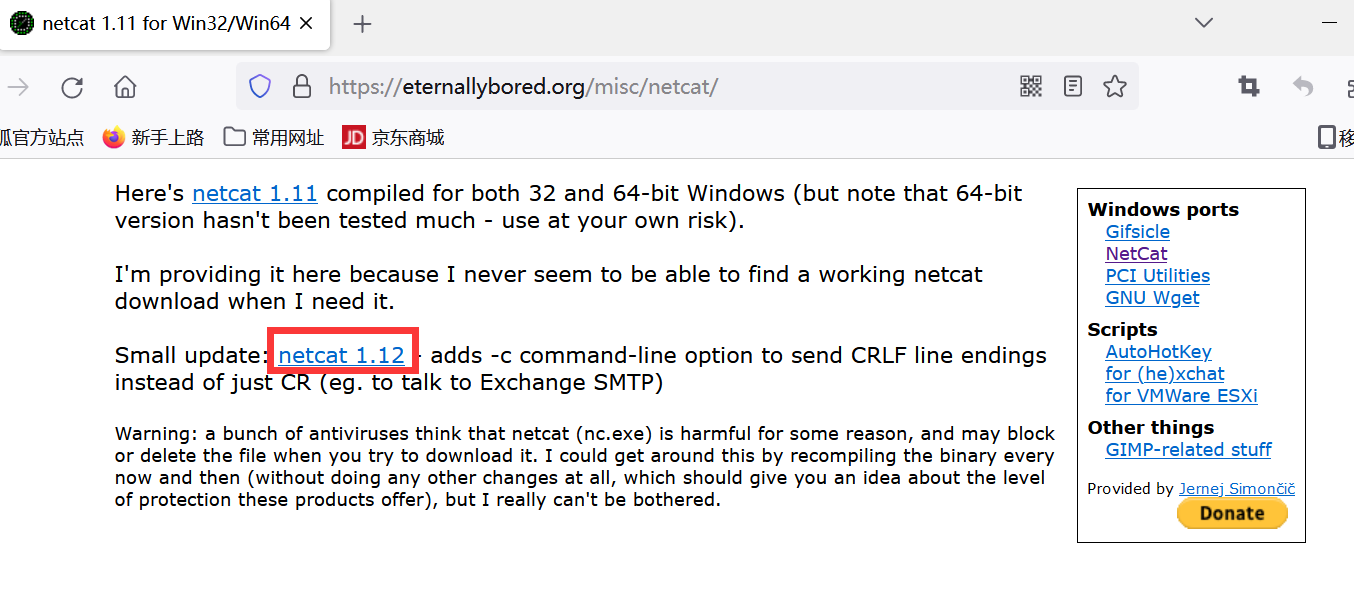 netcat 1.11 for Win32/Win64
https://eternallybored.org/misc/netcat/
狐官方站点 新手上路 常用网址 JD 京东商城 移
Here's netcat 1.11 compiled for both 32 and 64-bit Windows (but note that 64-bit
version hasn't been tested much - use at your own risk).
I'm providing it here because I never seem to be able to find a working netcat
download when I need it.
Small update: netcat 1.12 - adds -c command-line option to send CRLF line endings
instead of just CR (eg. to talk to Exchange SMTP)
Warning: a bunch of antiviruses think that netcat (nc.exe) is harmful for some reason, and may block
or delete the file when you try to download it. I could get around this by recompiling the binary every
now and then (without doing any other changes at all, which should give you an idea about the level
of protection these products offer), but I really can't be bothered.
Windows ports
Gifsicle
NetCat
PCI Utilities
GNU Wget
Scripts
AutoHotKey
for (he)xchat
for VMWare ESXi
Other things
GIMP-related stuff
Provided by Jernej Simončič
Donate